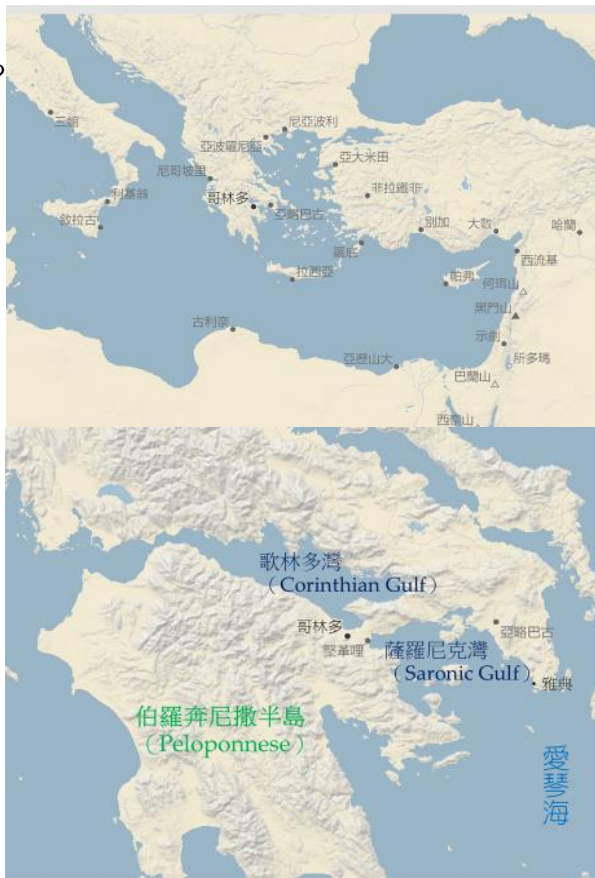 。
尼亞波利
三舘
亞波羅尼亞
亞大米田
尼哥坡里
非拉鐵非
利基翁
哥林多
亞略巴古
敘拉古
別加
大數
哈蘭
羅底
西流基
拉西亞
帕弗
何珥山
黑門山
古利奈
示劍
亞歷山大
所多瑪
巴蘭山
西奈山
歌林多灣
（Corinthian Gulf）
哥林多
亞略巴古
堅革哩
薩羅尼克灣
（Saronic Gulf）
雅典
伯羅奔尼撒半島
（Peloponnese）
愛琴海